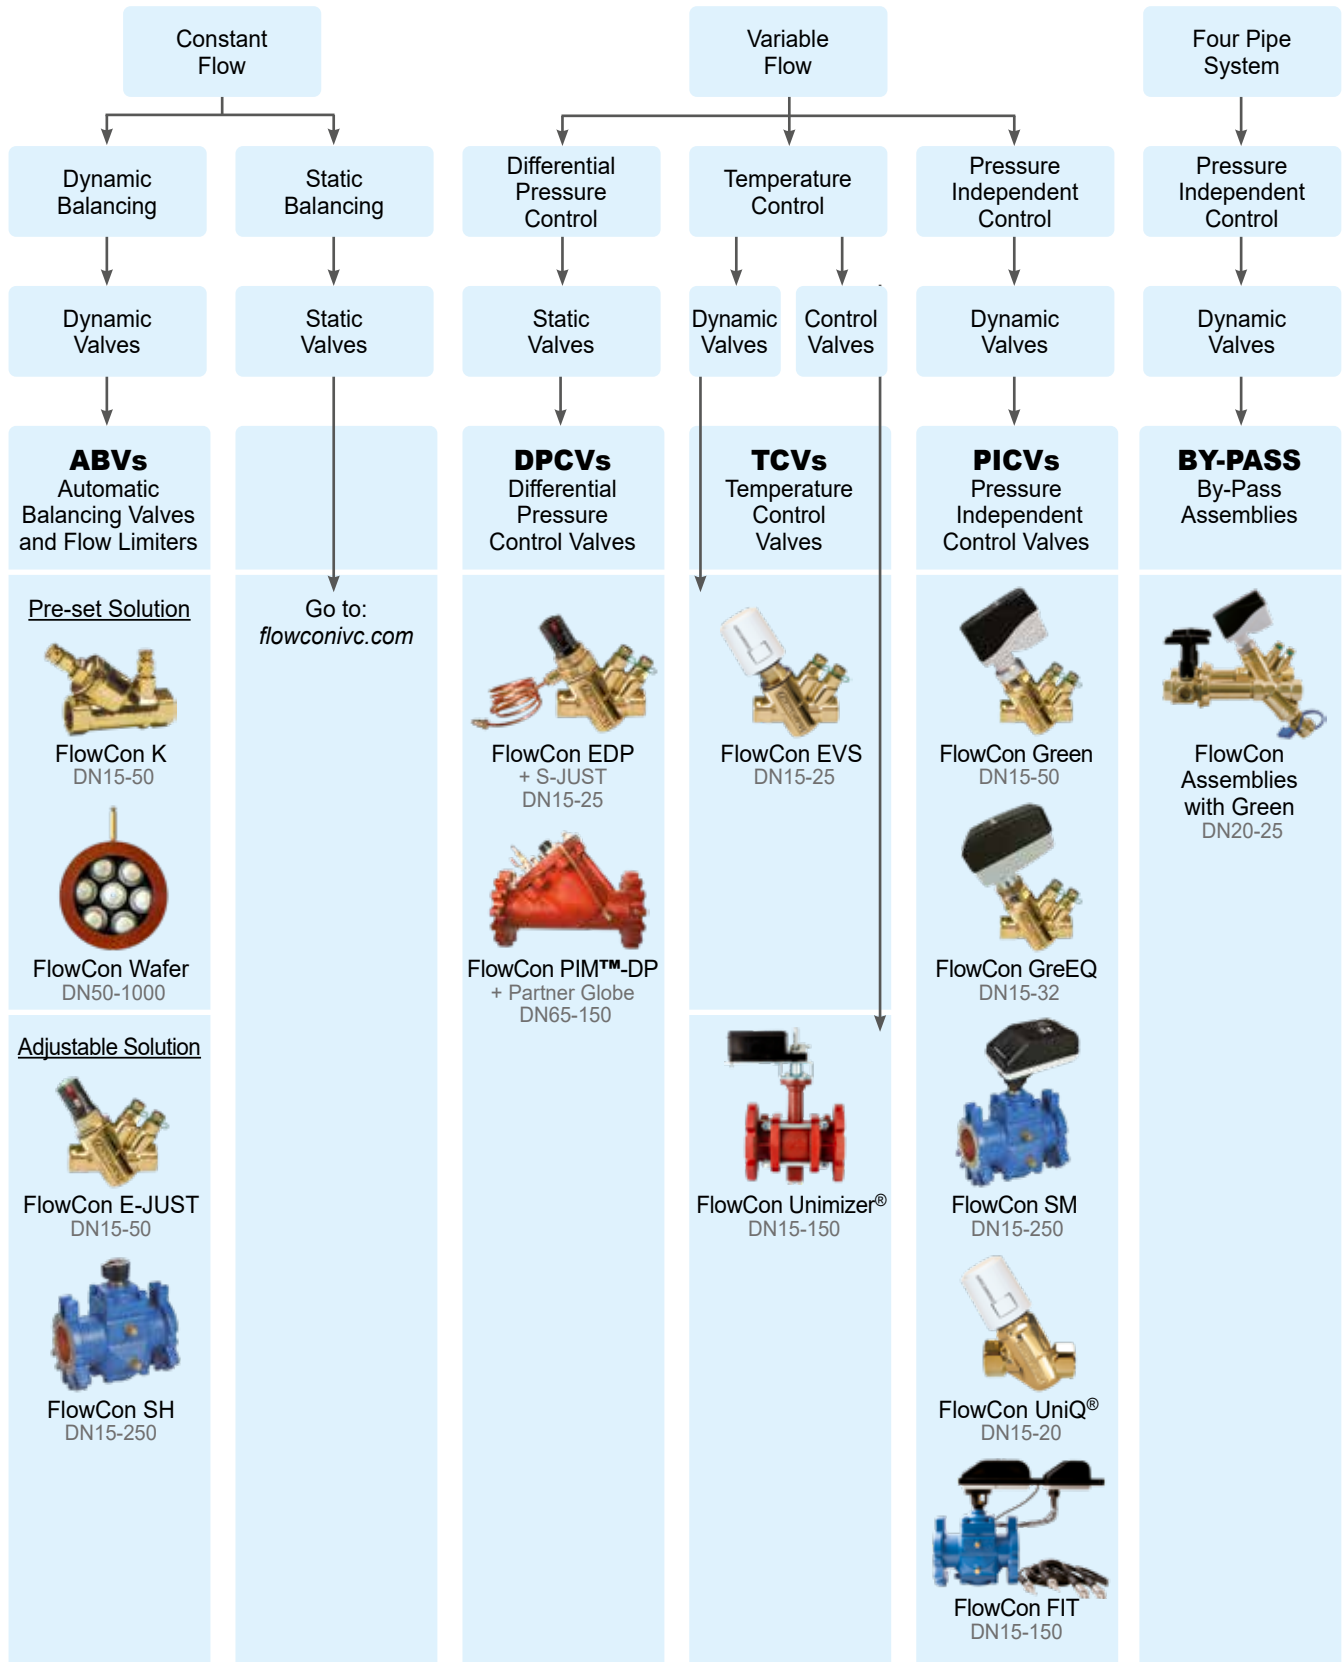 Constant
Flow
Variable
Flow
Four Pipe
System
Dynamic
Balancing
Static
Balancing
Differential
Pressure
Control
Temperature
Control
Pressure
Independent
Control
Pressure
Independent
Control
Dynamic
Valves
Static
Valves
Static
Valves
Dynamic
Valves
Control
Valves
Dynamic
Valves
Dynamic
Valves
ABVs
Automatic
Balancing Valves
and Flow Limiters
DPCVs
Differential
Pressure
Control Valves
TCVs
Temperature
Control
Valves
PICVs
Pressure
Independent
Control Valves
BY-PASS
By-Pass
Assemblies
Pre-set Solution
FlowCon K
DN15-50
FlowCon Wafer
DN50-1000
Adjustable Solution
FlowCon E-JUST
DN15-50
FlowCon SH
DN15-250
Go to:
flowconivc.com
FlowCon EDP
+ S-JUST
DN15-25
FlowCon PIM™-DP
+ Partner Globe
DN65-150
FlowCon EVS
DN15-25
FlowCon Unimizer®
DN15-150
FlowCon Green
DN15-50
FlowCon GreEQ
DN15-32
FlowCon SM
DN15-250
FlowCon UniQ®
DN15-20
FlowCon FIT
DN15-150
FlowCon
Assemblies
with Green
DN20-25